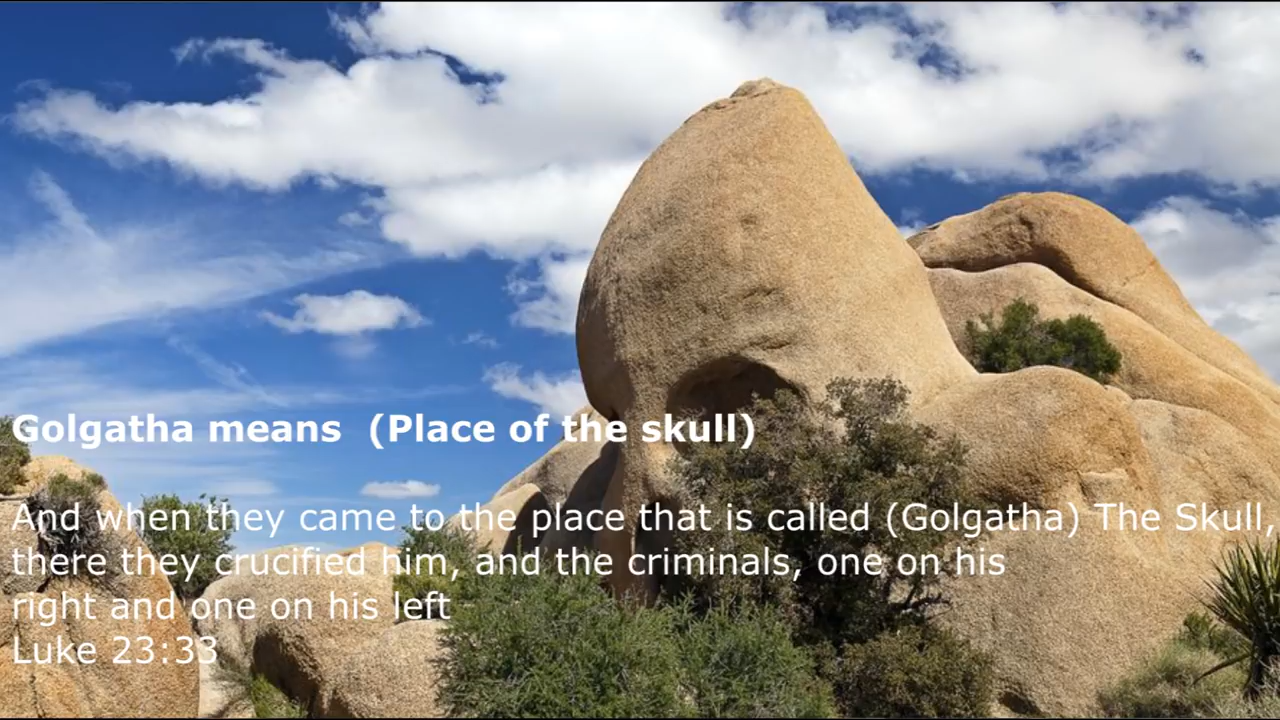 Golgatha means  (Place of the skull)
And when they came to the place that is called (Golgatha) The Skull,
there they crucified him, and the criminals, one on his
right and one on his left
Luke 23:33